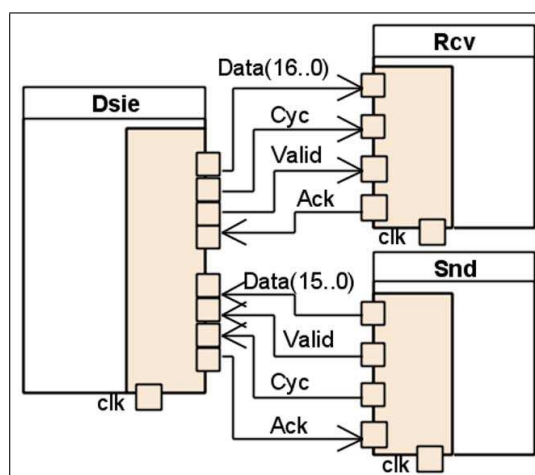 Rcv
Data(16..0)
Dsie
Cyc
Valid
Ack
clk
Snd
Data(15..0)
Valid
Cyc
clk
Ack
clk